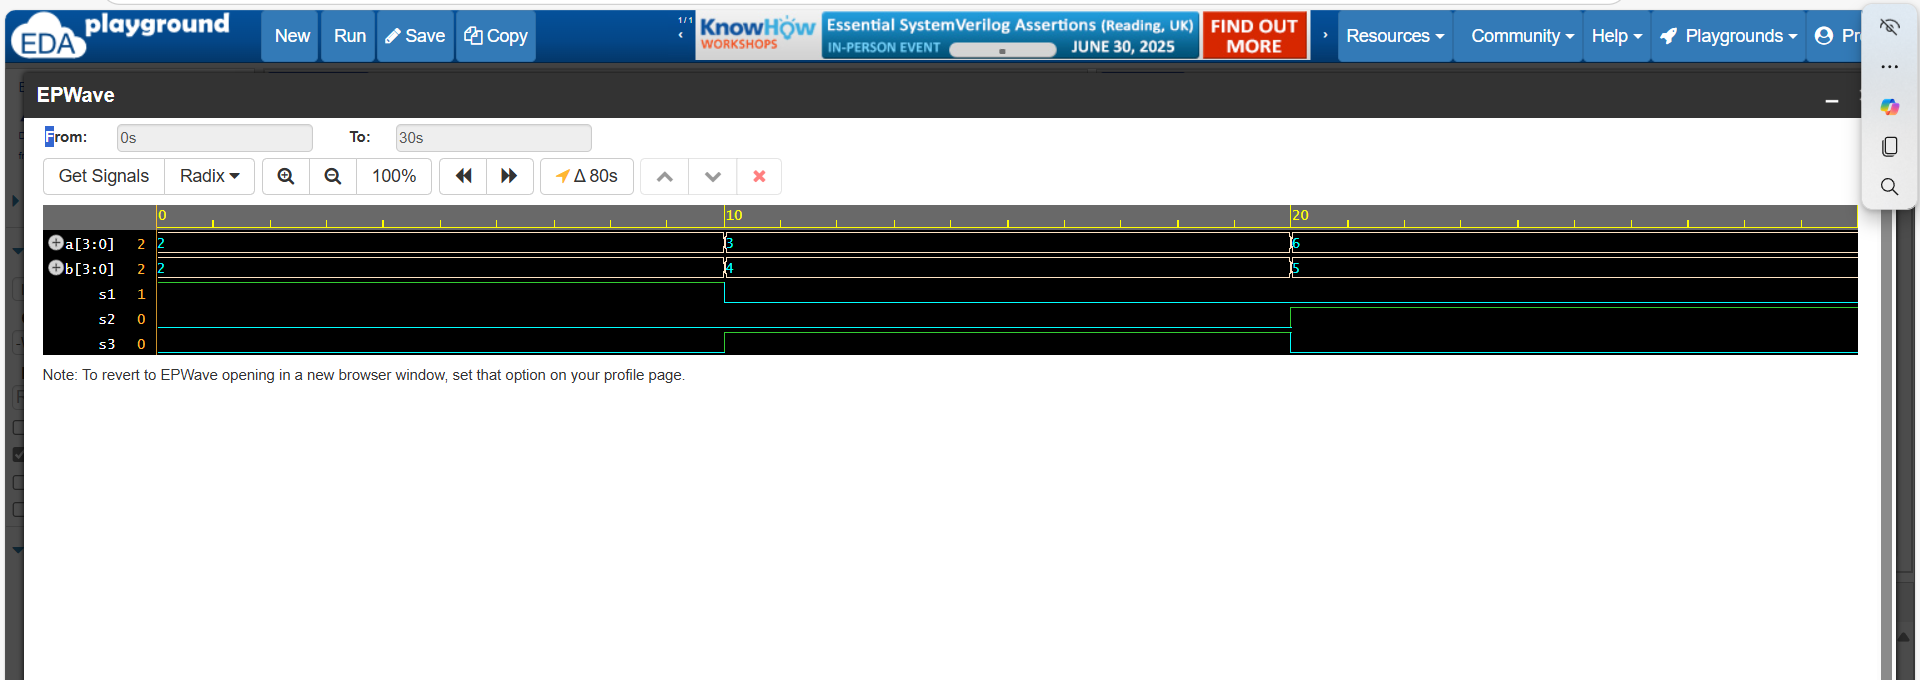 EDA playground
New Run Save Copy
1/1
KnowHow WORKSHOPS
Essential SystemVerilog Assertions (Reading, UK)
IN-PERSON EVENT JUNE 30, 2025
FIND OUT MORE
Resources Community Help Playgrounds Pr
EPWave
From: 0s To: 30s
Get Signals Radix 100% Δ 80s
0 10 20
a[3:0] 2 2 3 6
b[3:0] 2 2 4 5
s1 1
s2 0
s3 0
Note: To revert to EPWave opening in a new browser window, set that option on your profile page.